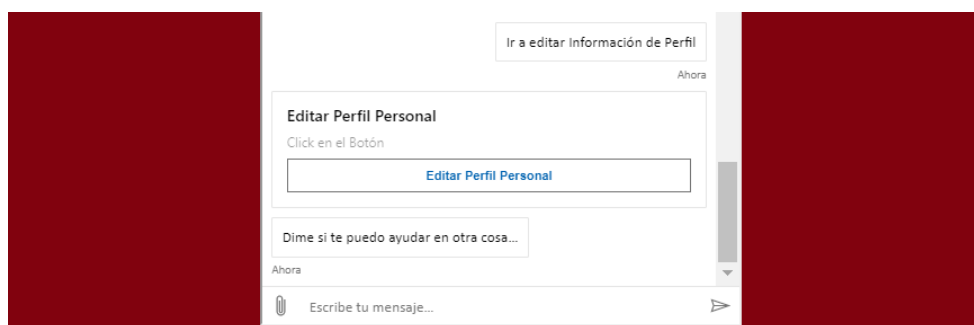 Ir a editar Información de Perfil
Ahora
Editar Perfil Personal
Click en el Botón
Editar Perfil Personal
Dime si te puedo ayudar en otra cosa...
Ahora
Escribe tu mensaje...